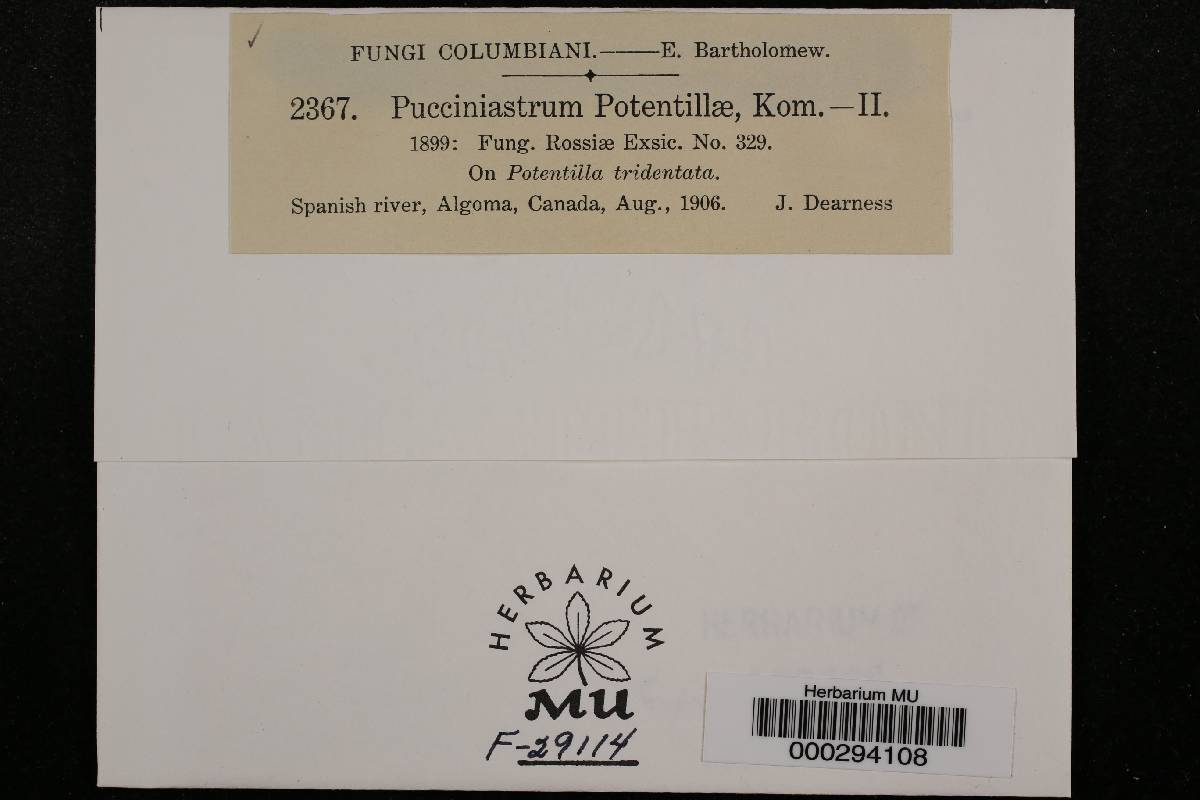 FUNGI COLUMBIANI.——E. Bartholomew.
2367. Pucciniastrum Potentillæ, Kom.—II.
1899: Fung. Rossiæ Exsic. No. 329.
On Potentilla tridentata.
Spanish river, Algoma, Canada, Aug., 1906. J. Dearness
HERBARIUM
MU
F-29114
Herbarium MU
000294108